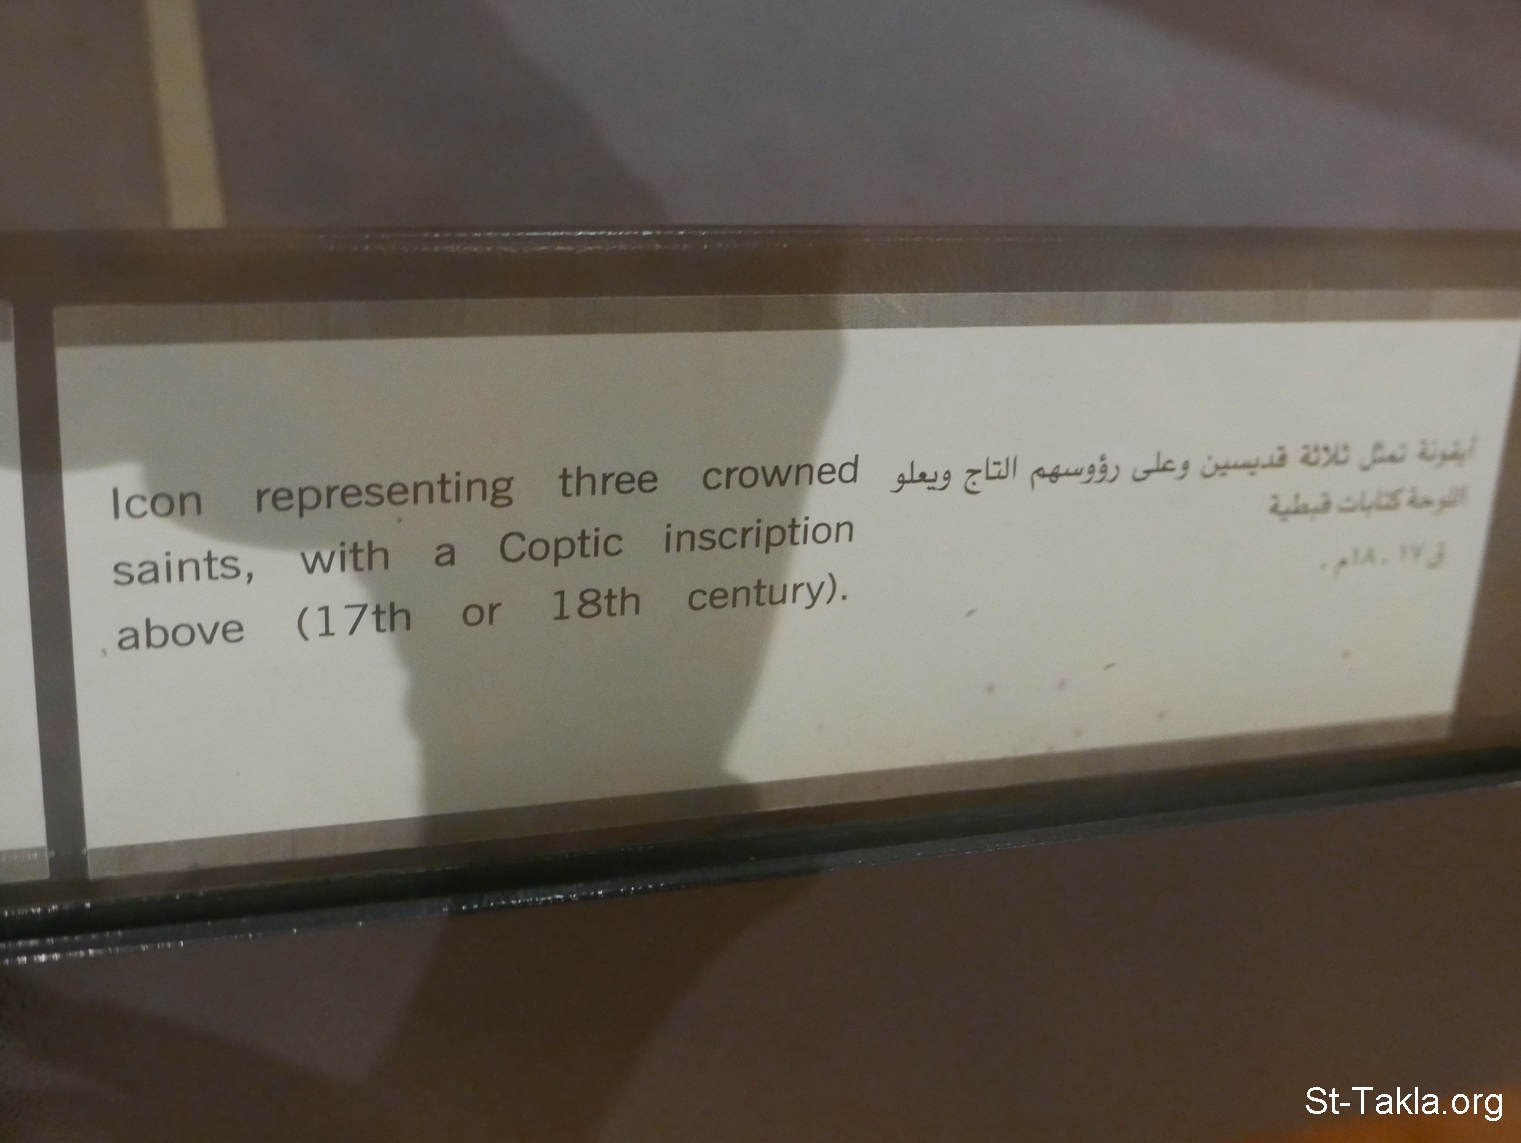 Icon representing three crowned
saints, with a Coptic inscription
above (17th or 18th century).
أيقونة تمثل ثلاثة قديسين وعلى رؤوسهم التاج ويعلو
اللوحة كتابات قبطية
ق ١٧ ، ١٨م .
St-Takla.org